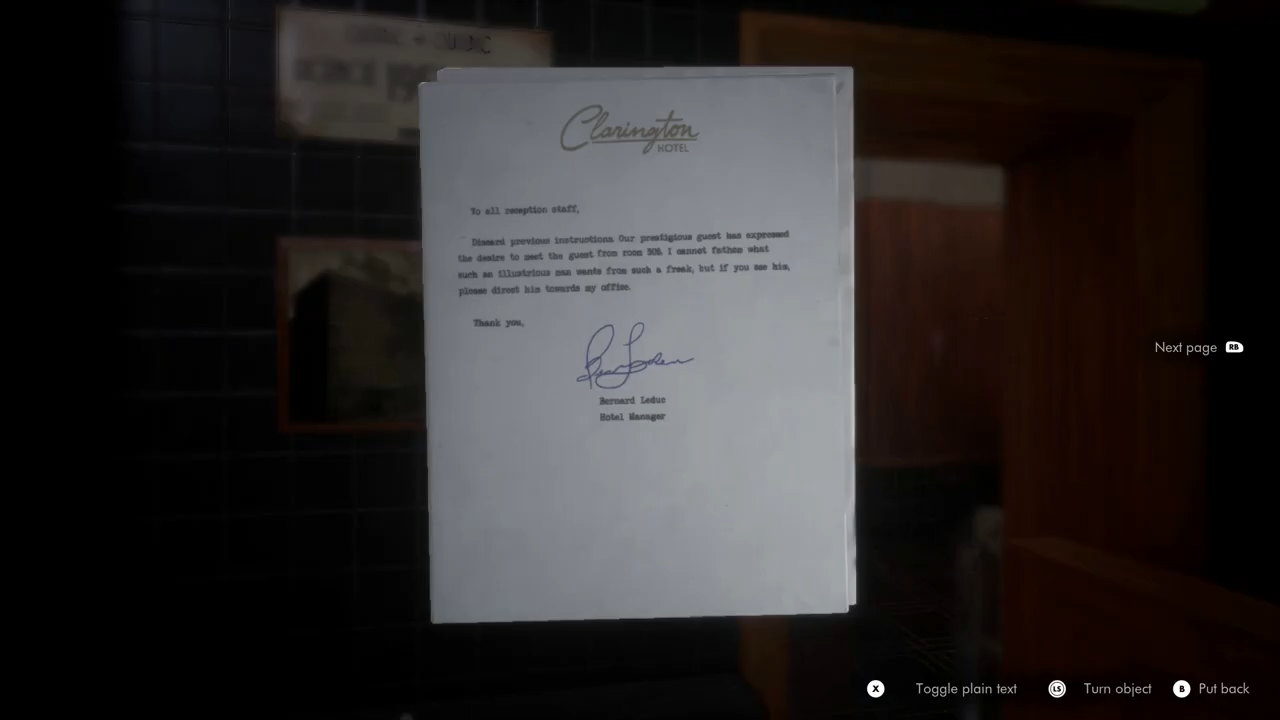 Clarington
HOTEL
To all reception staff,
Discard previous instructions. Our prestigious guest has expressed
the desire to meet the guest from room 505. I cannot fathom what
such an illustrious man wants from such a freak, but if you see him,
please direct him towards my office.
Thank you,
Bernard Leduc
Hotel Manager
Next page RB
X Toggle plain text LS Turn object B Put back